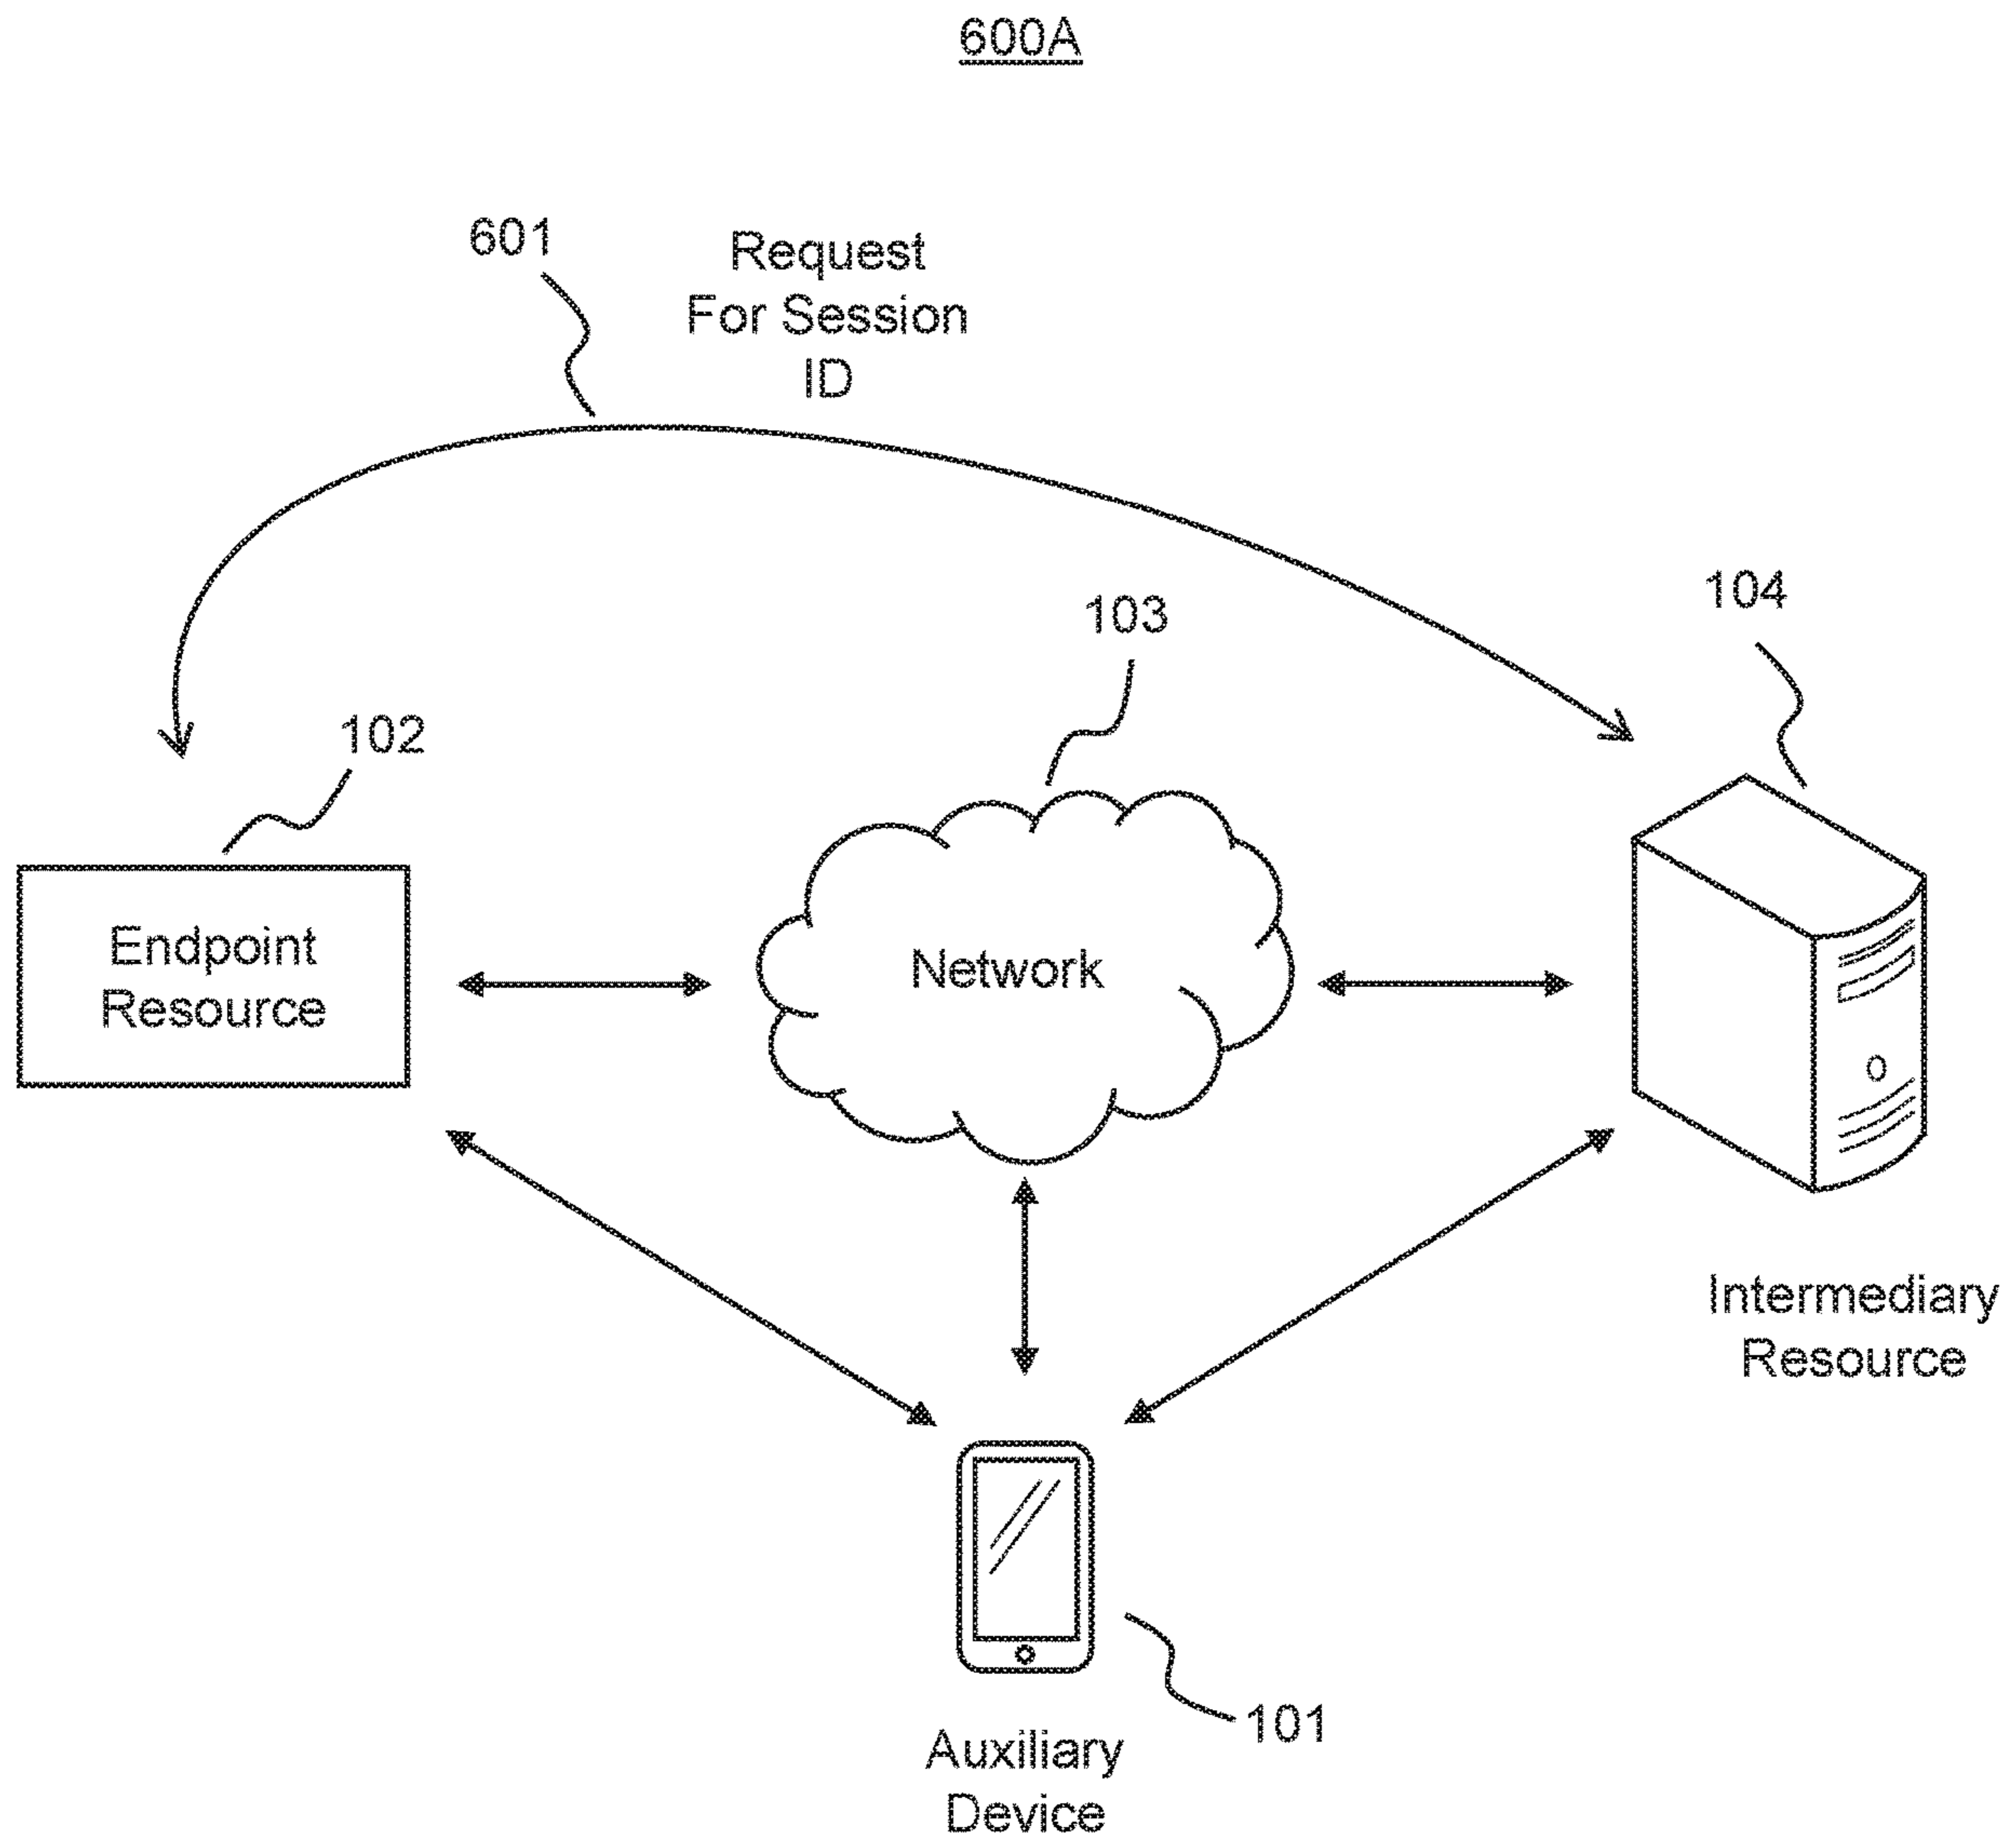 600A
601
Request
For Session
ID
103
104
102
Endpoint
Resource
Network
Intermediary
Resource
101
Auxiliary
Device